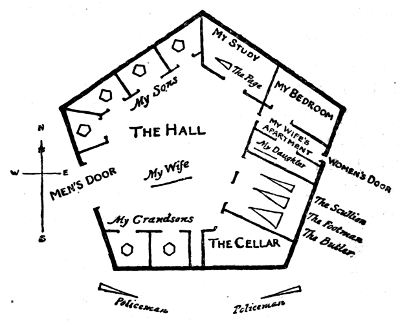 MY STUDY
The Page
My Sons
MY BEDROOM
THE HALL
MY WIFE'S
APARTMENT
My Daughter
WOMEN'S DOOR
N
W
E
S
MEN'S DOOR
My Wife
The Scullion
The Footman
The Butler.
My Grandsons
THE CELLAR
Policeman
Policeman